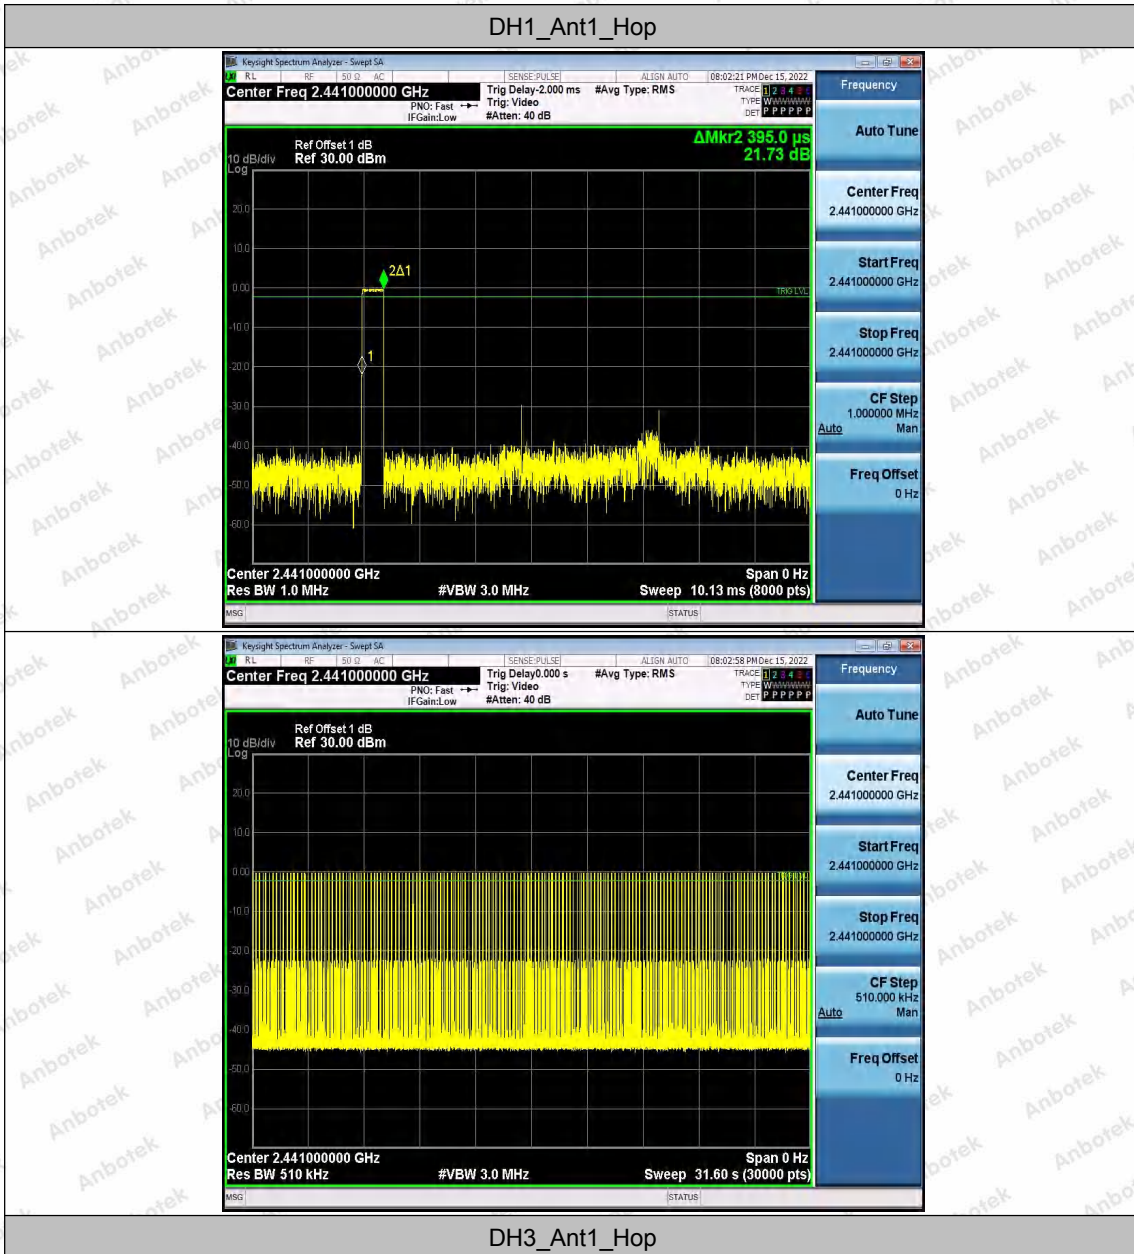 DH1_Ant1_Hop
Keysight Spectrum Analyzer - Swept SA
RL RF 50 Ω AC SENSE:PULSE ALIGN AUTO 08:02:21 PM Dec 15, 2022
Center Freq 2.441000000 GHz
PNO: Fast
IFGain:Low
Trig Delay-2.000 ms
Trig: Video
#Atten: 40 dB
#Avg Type: RMS
TRACE 1 2 3 4 5 6
TYPE WWWWWW
DET P P P P P P
Frequency
ΔMkr2 395.0 µs
21.73 dB
Ref Offset 1 dB
10 dB/div Ref 30.00 dBm
Log
20.0
10.0
0.00
-10.0
-20.0
-30.0
-40.0
-50.0
-60.0
2Δ1
1
TRIG LVL
Center 2.441000000 GHz Span 0 Hz
Res BW 1.0 MHz #VBW 3.0 MHz Sweep 10.13 ms (8000 pts)
MSG STATUS
Auto Tune
Center Freq
2.441000000 GHz
Start Freq
2.441000000 GHz
Stop Freq
2.441000000 GHz
CF Step
1.000000 MHz
Auto Man
Freq Offset
0 Hz
Keysight Spectrum Analyzer - Swept SA
RL RF 50 Ω AC SENSE:PULSE ALIGN AUTO 08:02:58 PM Dec 15, 2022
Center Freq 2.441000000 GHz
PNO: Fast
IFGain:Low
Trig Delay0.000 s
Trig: Video
#Atten: 40 dB
#Avg Type: RMS
TRACE 1 2 3 4 5 6
TYPE WWWWWW
DET P P P P P P
Frequency
Ref Offset 1 dB
10 dB/div Ref 30.00 dBm
Log
20.0
10.0
0.00
-10.0
-20.0
-30.0
-40.0
-50.0
-60.0
Center 2.441000000 GHz Span 0 Hz
Res BW 510 kHz #VBW 3.0 MHz Sweep 31.60 s (30000 pts)
MSG STATUS
Auto Tune
Center Freq
2.441000000 GHz
Start Freq
2.441000000 GHz
Stop Freq
2.441000000 GHz
CF Step
510.000 kHz
Auto Man
Freq Offset
0 Hz
DH3_Ant1_Hop
Anbotek